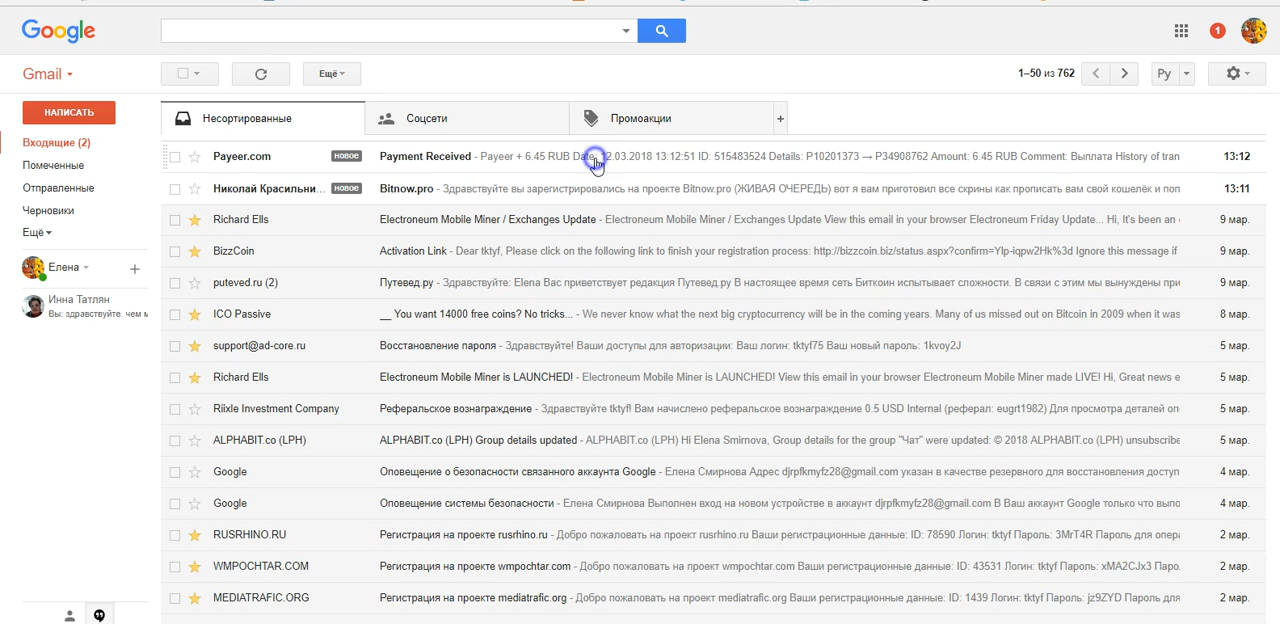 Google
1
Gmail
Ещё
1–50 из 762
Ру
НАПИСАТЬ
Несортированные
Соцсети
Промоакции
+
Входящие (2)
Помеченные
Отправленные
Черновики
Ещё
Елена
+
Инна Татлян
Вы: здравствуйте. чем м
Payeer.com новое Payment Received - Payeer + 6.45 RUB Date: 12.03.2018 13:12:51 ID: 515483524 Details: P10201373 → P34908762 Amount: 6.45 RUB Comment: Выплата History of tran 13:12
Николай Красильни... новое Bitnow.pro - Здравствуйте вы зарегистрировались на проекте Bitnow.pro (ЖИВАЯ ОЧЕРЕДЬ) вот я вам приготовил все скрины как прописать вам свой кошелёк и поп 13:11
Richard Ells Electroneum Mobile Miner / Exchanges Update - Electroneum Mobile Miner / Exchanges Update View this email in your browser Electroneum Friday Update... Hi, It's been an 9 мар.
BizzCoin Activation Link - Dear tktyf, Please click on the following link to finish your registration process: http://bizzcoin.biz/status.aspx?confirm=Ylp-iqpw2Hk%3d Ignore this message if 9 мар.
puteved.ru (2) Путевед.ру - Здравствуйте: Elena Вас приветствует редакция Путевед.ру В настоящее время сеть Биткоин испытывает сложности. В связи с этим мы вынуждены при 9 мар.
ICO Passive __ You want 14000 free coins? No tricks... - We never know what the next big cryptocurrency will be in the coming years. Many of us missed out on Bitcoin in 2009 when it was 8 мар.
support@ad-core.ru Восстановление пароля - Здравствуйте! Ваши доступы для авторизации: Ваш логин: tktyf75 Ваш новый пароль: 1kvoy2J 5 мар.
Richard Ells Electroneum Mobile Miner is LAUNCHED! - Electroneum Mobile Miner is LAUNCHED! View this email in your browser Electroneum Mobile Miner made LIVE! Hi, Great news e 5 мар.
Riixle Investment Company Реферальное вознаграждение - Здравствуйте tktyf! Вам начислено реферальное вознаграждение 0.5 USD Internal (реферал: eugrt1982) Для просмотра деталей оп 5 мар.
ALPHABIT.co (LPH) ALPHABIT.co (LPH) Group details updated - ALPHABIT.co (LPH) Hi Elena Smirnova, Group details for the group "Чат" were updated: © 2018 ALPHABIT.co (LPH) unsubscribe 5 мар.
Google Оповещение о безопасности связанного аккаунта Google - Елена Смирнова Адрес djrpfkmyfz28@gmail.com указан в качестве резервного для восстановления доступ 4 мар.
Google Оповещение системы безопасности - Елена Смирнова Выполнен вход на новом устройстве в аккаунт djrpfkmyfz28@gmail.com В Ваш аккаунт Google только что выпо 4 мар.
RUSRHINO.RU Регистрация на проекте rusrhino.ru - Добро пожаловать на проект rusrhino.ru Ваши регистрационные данные: ID: 78590 Логин: tktyf Пароль: 3MrT4R Пароль для опера 2 мар.
WMPOCHTAR.COM Регистрация на проекте wmpochtar.com - Добро пожаловать на проект wmpochtar.com Ваши регистрационные данные: ID: 43531 Логин: tktyf Пароль: xMA2CJx3 Паро 2 мар.
MEDIATRAFIC.ORG Регистрация на проекте mediatrafic.org - Добро пожаловать на проект mediatrafic.org Ваши регистрационные данные: ID: 1439 Логин: tktyf Пароль: jz9ZYD Пароль для 2 мар.